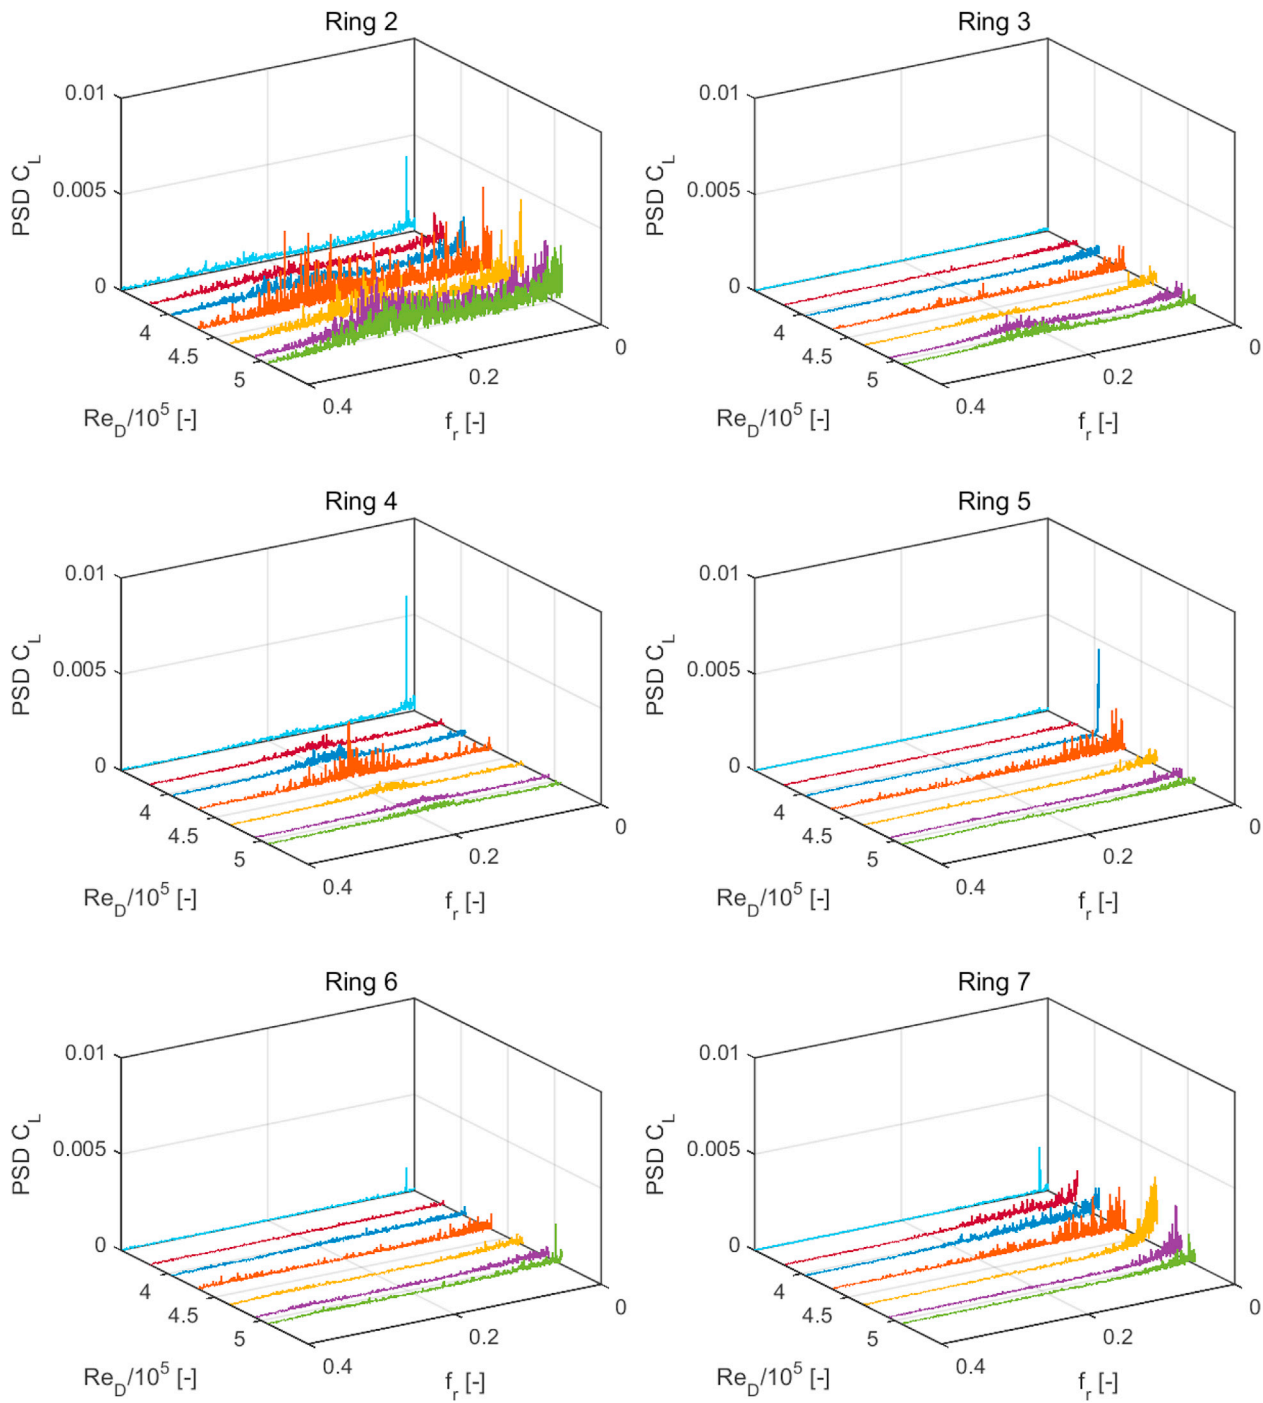 Ring 2
0.01
0.005
0
PSD C_L
4
4.5
5
Re_D/10^5 [-]
0.4
0.2
0
f_r [-]
Ring 3
0.01
0.005
0
PSD C_L
4
4.5
5
Re_D/10^5 [-]
0.4
0.2
0
f_r [-]
Ring 4
0.01
0.005
0
PSD C_L
4
4.5
5
Re_D/10^5 [-]
0.4
0.2
0
f_r [-]
Ring 5
0.01
0.005
0
PSD C_L
4
4.5
5
Re_D/10^5 [-]
0.4
0.2
0
f_r [-]
Ring 6
0.01
0.005
0
PSD C_L
4
4.5
5
Re_D/10^5 [-]
0.4
0.2
0
f_r [-]
Ring 7
0.01
0.005
0
PSD C_L
4
4.5
5
Re_D/10^5 [-]
0.4
0.2
0
f_r [-]